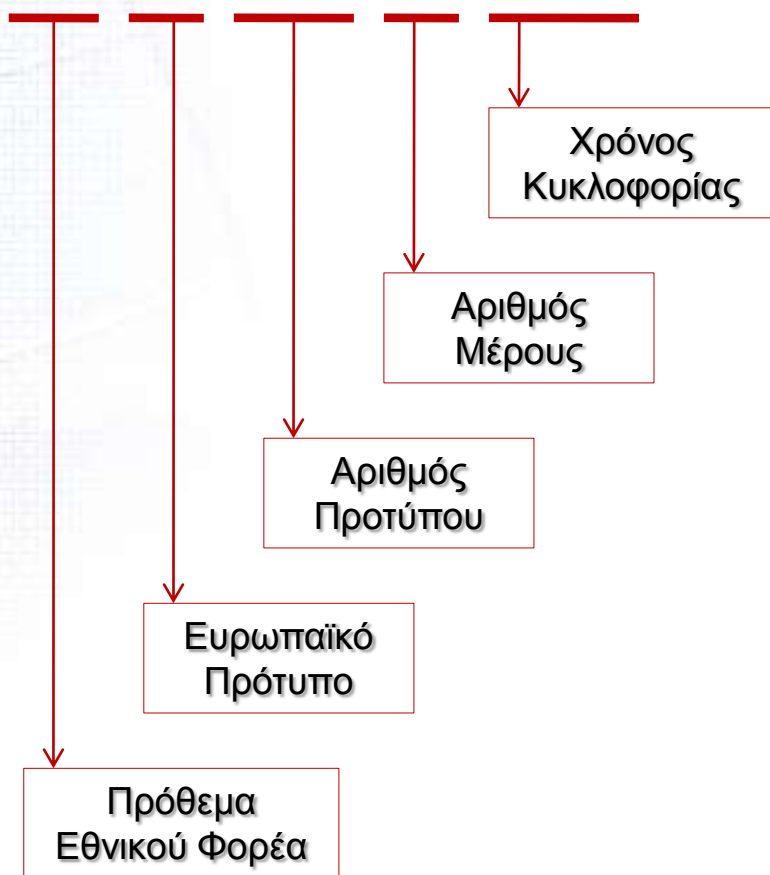 Χρόνος
Κυκλοφορίας
Αριθμός
Μέρους
Αριθμός
Προτύπου
Ευρωπαϊκό
Πρότυπο
Πρόθεμα
Εθνικού Φορέα